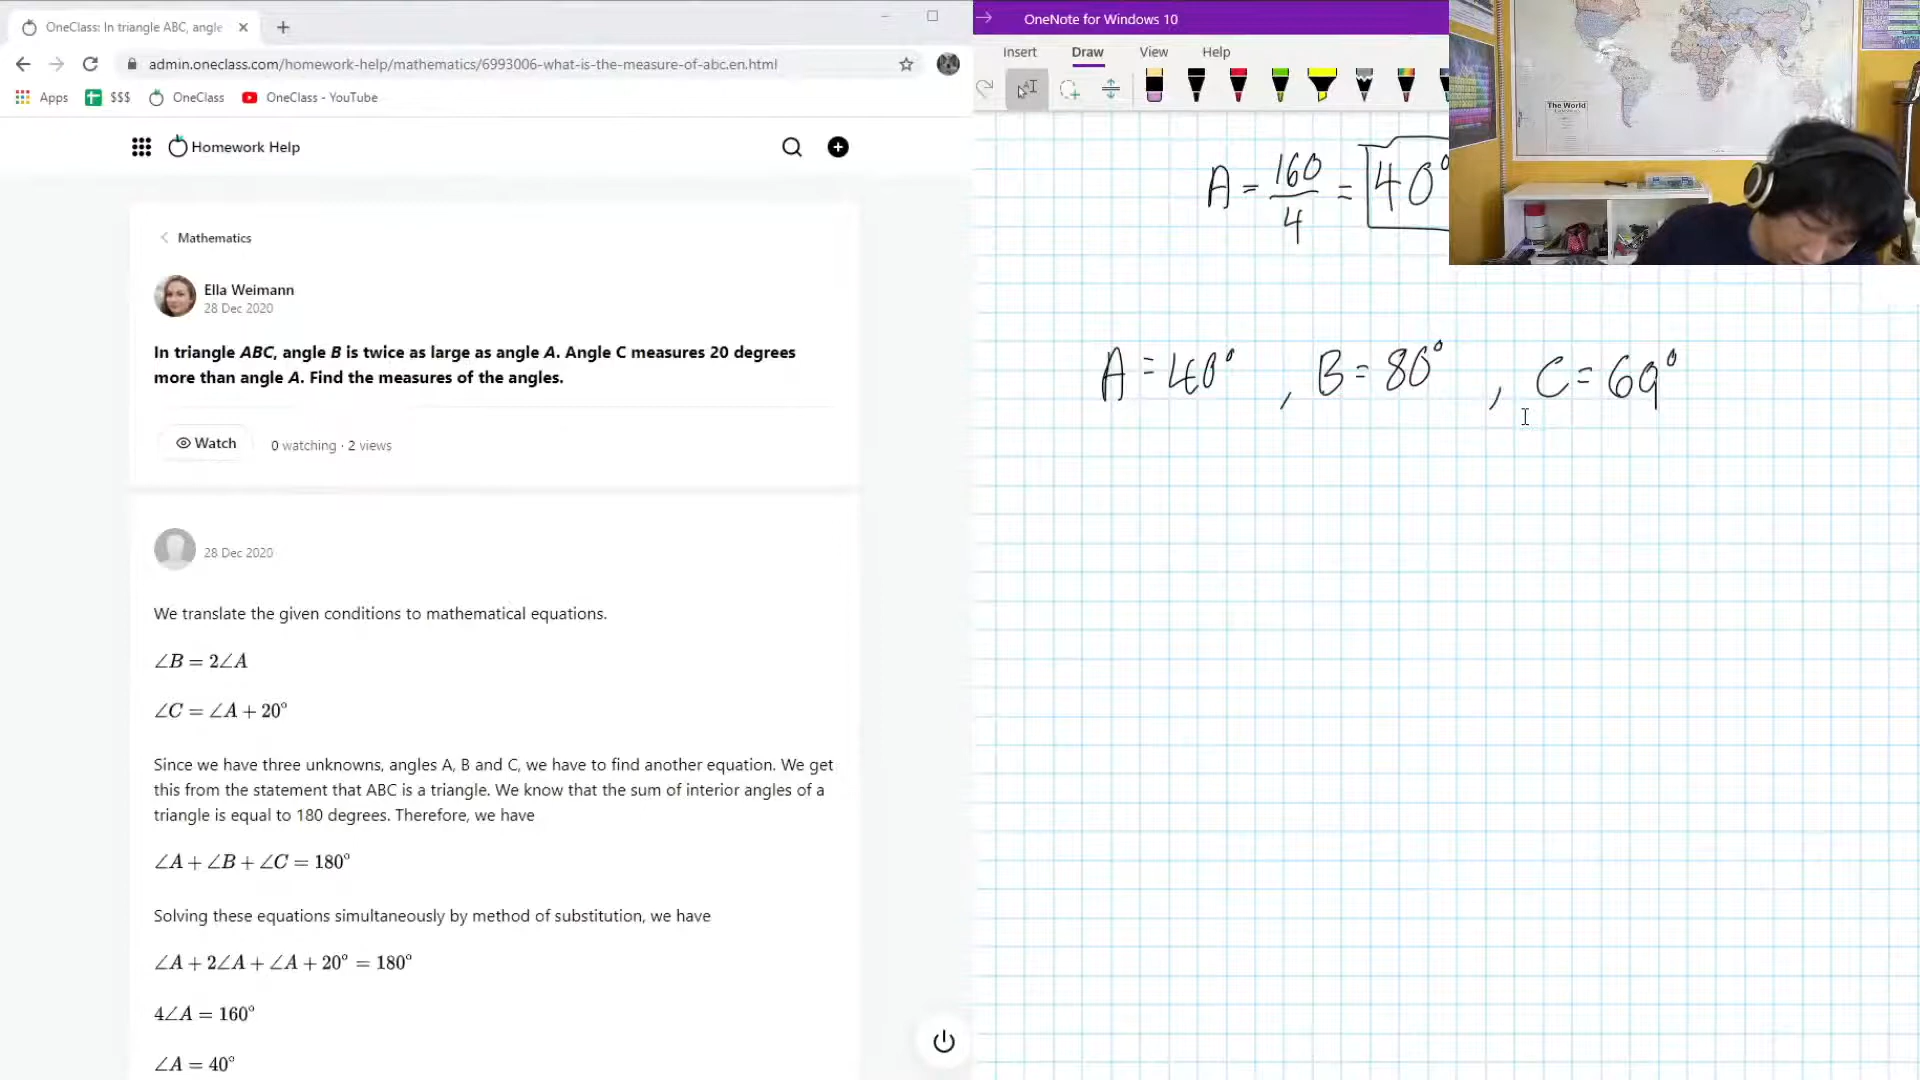 OneClass: In triangle ABC, angle
admin.oneclass.com/homework-help/mathematics/6993006-what-is-the-measure-of-abc.en.html
Apps $$$ OneClass OneClass - YouTube
Homework Help
Mathematics
Ella Weimann
28 Dec 2020
In triangle ABC, angle B is twice as large as angle A. Angle C measures 20 degrees
more than angle A. Find the measures of the angles.
Watch 0 watching · 2 views
28 Dec 2020
We translate the given conditions to mathematical equations.
∠B = 2∠A
∠C = ∠A + 20°
Since we have three unknowns, angles A, B and C, we have to find another equation. We get
this from the statement that ABC is a triangle. We know that the sum of interior angles of a
triangle is equal to 180 degrees. Therefore, we have
∠A + ∠B + ∠C = 180°
Solving these equations simultaneously by method of substitution, we have
∠A + 2∠A + ∠A + 20° = 180°
4∠A = 160°
∠A = 40°
OneNote for Windows 10
Insert Draw View Help
A = 160/4 = 40°
A = 40° , B = 80° , C = 60°
The World